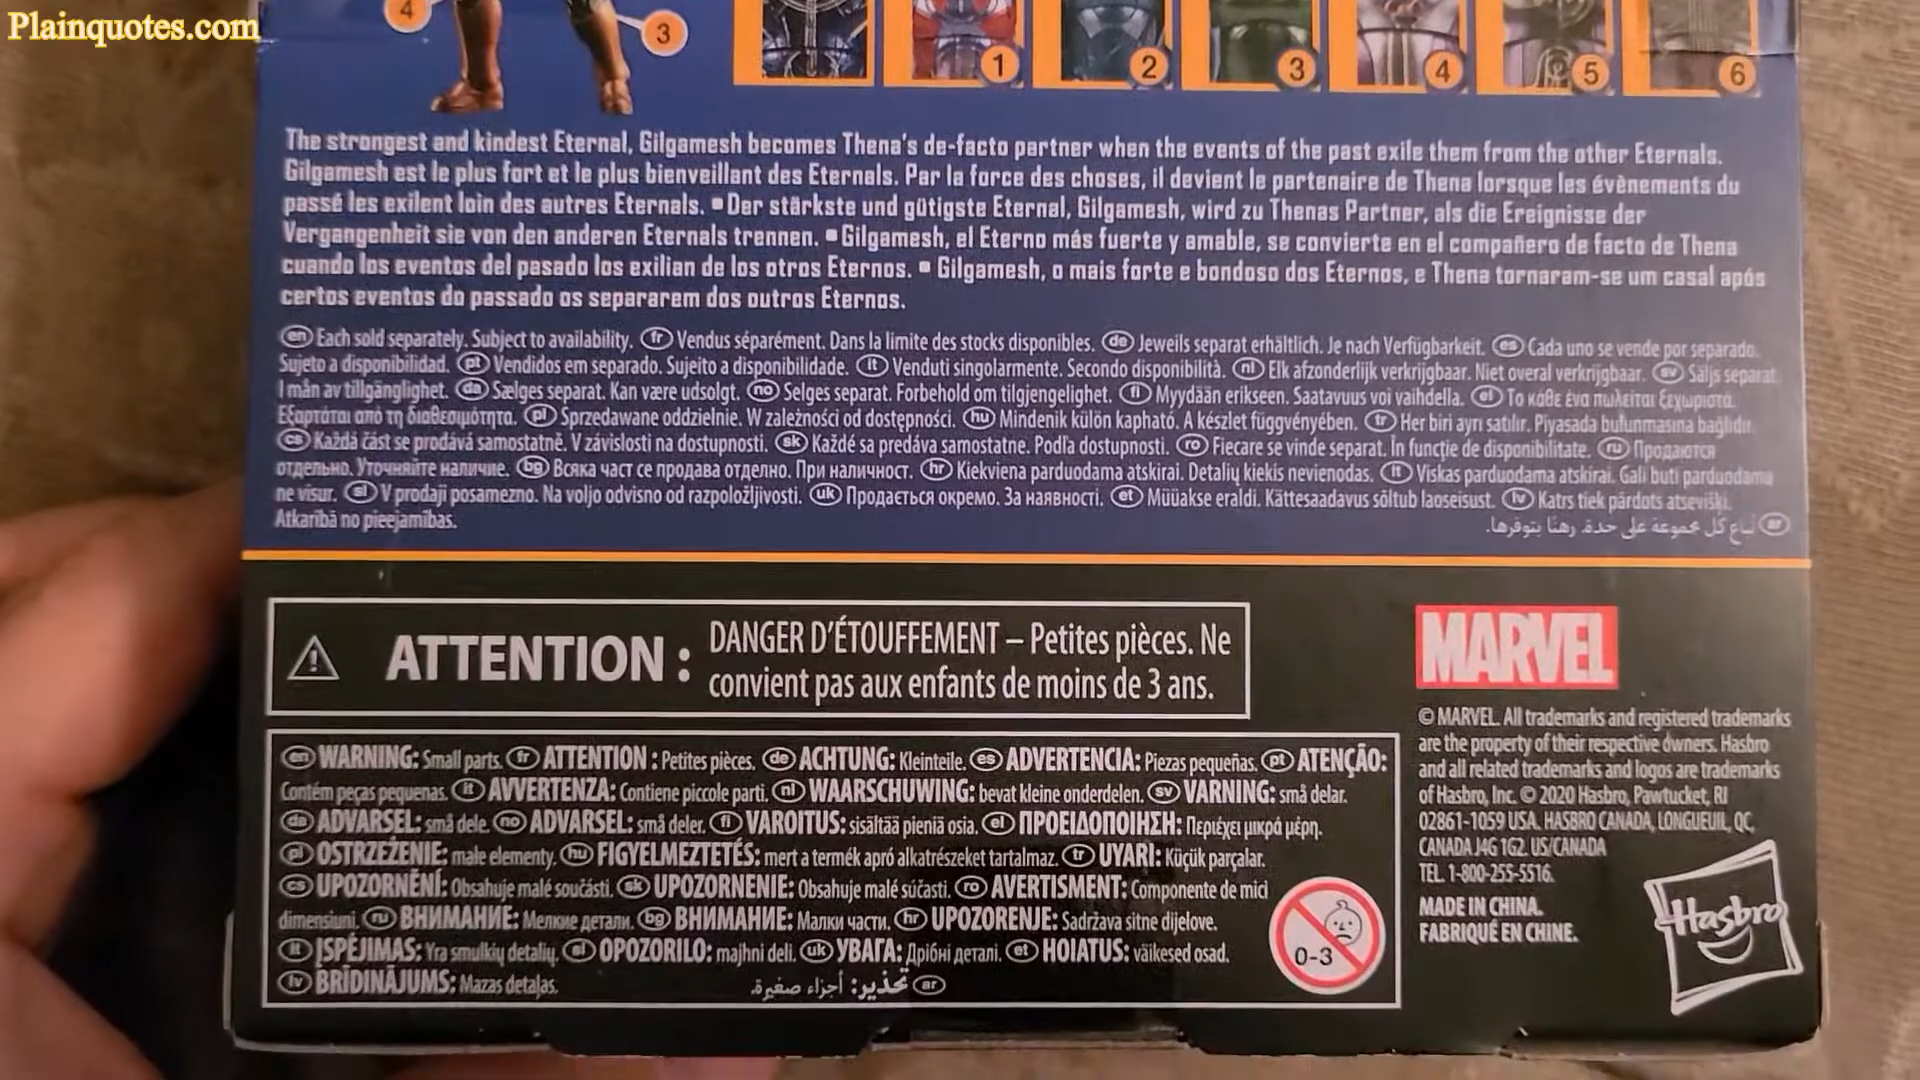 Plainquotes.com
4
3
1 2 3 4 5 6
The strongest and kindest Eternal, Gilgamesh becomes Thena's de-facto partner when the events of the past exile them from the other Eternals.
Gilgamesh est le plus fort et le plus bienveillant des Eternals. Par la force des choses, il devient le partenaire de Thena lorsque les évènements du
passé les exilent loin des autres Eternals. ▪ Der stärkste und gütigste Eternal, Gilgamesh, wird zu Thenas Partner, als die Ereignisse der
Vergangenheit sie von den anderen Eternals trennen. ▪ Gilgamesh, el Eterno más fuerte y amable, se convierte en el compañero de facto de Thena
cuando los eventos del pasado los exilian de los otros Eternos. ▪ Gilgamesh, o mais forte e bondoso dos Eternos, e Thena tornaram-se um casal após
certos eventos do passado os separarem dos outros Eternos.
en Each sold separately. Subject to availability. fr Vendus séparément. Dans la limite des stocks disponibles. de Jeweils separat erhältlich. Je nach Verfügbarkeit. es Cada uno se vende por separado.
Sujeto a disponibilidad. pt Vendidos em separado. Sujeito a disponibilidade. it Venduti singolarmente. Secondo disponibilità. nl Elk afzonderlijk verkrijgbaar. Niet overal verkrijgbaar. sv Säljs separat.
I mån av tillgänglighet. da Sælges separat. Kan være udsolgt. no Selges separat. Forbehold om tilgjengelighet. fi Myydään erikseen. Saatavuus voi vaihdella. el Το κάθε ένα πωλείται ξεχωριστά.
Εξαρτάται από τη διαθεσιμότητα. pl Sprzedawane oddzielnie. W zależności od dostępności. hu Mindenik külön kapható. A készlet függvényében. tr Her biri ayrı satılır. Piyasada bulunmasına bağlıdır.
cs Každá část se prodává samostatně. V závislosti na dostupnosti. sk Každé sa predáva samostatne. Podľa dostupnosti. ro Fiecare se vinde separat. În funcție de disponibilitate. ru Продаются
отдельно. Уточняйте наличие. bg Всяка част се продава отделно. При наличност. hr Kiekviena parduodama atskirai. Detalių kiekis nevienodas. lt Viskas parduodama atskirai. Gali būti parduodama
ne visur. sl V prodaji posamezno. Na voljo odvisno od razpoložljivosti. uk Продається окремо. За наявності. et Müüakse eraldi. Kättesaadavus sõltub laoseisust. lv Katrs tiek pārdots atsevišķi.
Atkarībā no pieejamības.
ar تباع كل مجموعة على حدة. رهنًا بتوفرها.
ATTENTION : DANGER D'ÉTOUFFEMENT – Petites pièces. Ne
convient pas aux enfants de moins de 3 ans.
en WARNING: Small parts. fr ATTENTION : Petites pièces. de ACHTUNG: Kleinteile. es ADVERTENCIA: Piezas pequeñas. pt ATENÇÃO:
Contém peças pequenas. it AVVERTENZA: Contiene piccole parti. nl WAARSCHUWING: bevat kleine onderdelen. sv VARNING: små delar.
da ADVARSEL: små dele. no ADVARSEL: små deler. fi VAROITUS: sisältää pieniä osia. el ΠΡΟΕΙΔΟΠΟΙΗΣΗ: Περιέχει μικρά μέρη.
pl OSTRZEŻENIE: małe elementy. hu FIGYELMEZTETÉS: mert a termék apró alkatrészeket tartalmaz. tr UYARI: Küçük parçalar.
cs UPOZORNĚNÍ: Obsahuje malé součásti. sk UPOZORNENIE: Obsahuje malé súčasti. ro AVERTISMENT: Componente de mici
dimensiuni. ru ВНИМАНИЕ: Мелкие детали. bg ВНИМАНИЕ: Малки части. hr UPOZORENJE: Sadržava sitne dijelove.
lt ĮSPĖJIMAS: Yra smulkių detalių. sl OPOZORILO: majhni deli. uk УВАГА: Дрібні деталі. et HOIATUS: väikesed osad.
lv BRĪDINĀJUMS: Mazas detaļas.
ar تحذير: أجزاء صغيرة.
0-3
MARVEL
© MARVEL. All trademarks and registered trademarks
are the property of their respective owners. Hasbro
and all related trademarks and logos are trademarks
of Hasbro, Inc. © 2020 Hasbro, Pawtucket, RI
02861-1059 USA. HASBRO CANADA, LONGUEUIL, QC,
CANADA J4G 1G2. US/CANADA
TEL. 1-800-255-5516.
MADE IN CHINA.
FABRIQUÉ EN CHINE.
Hasbro